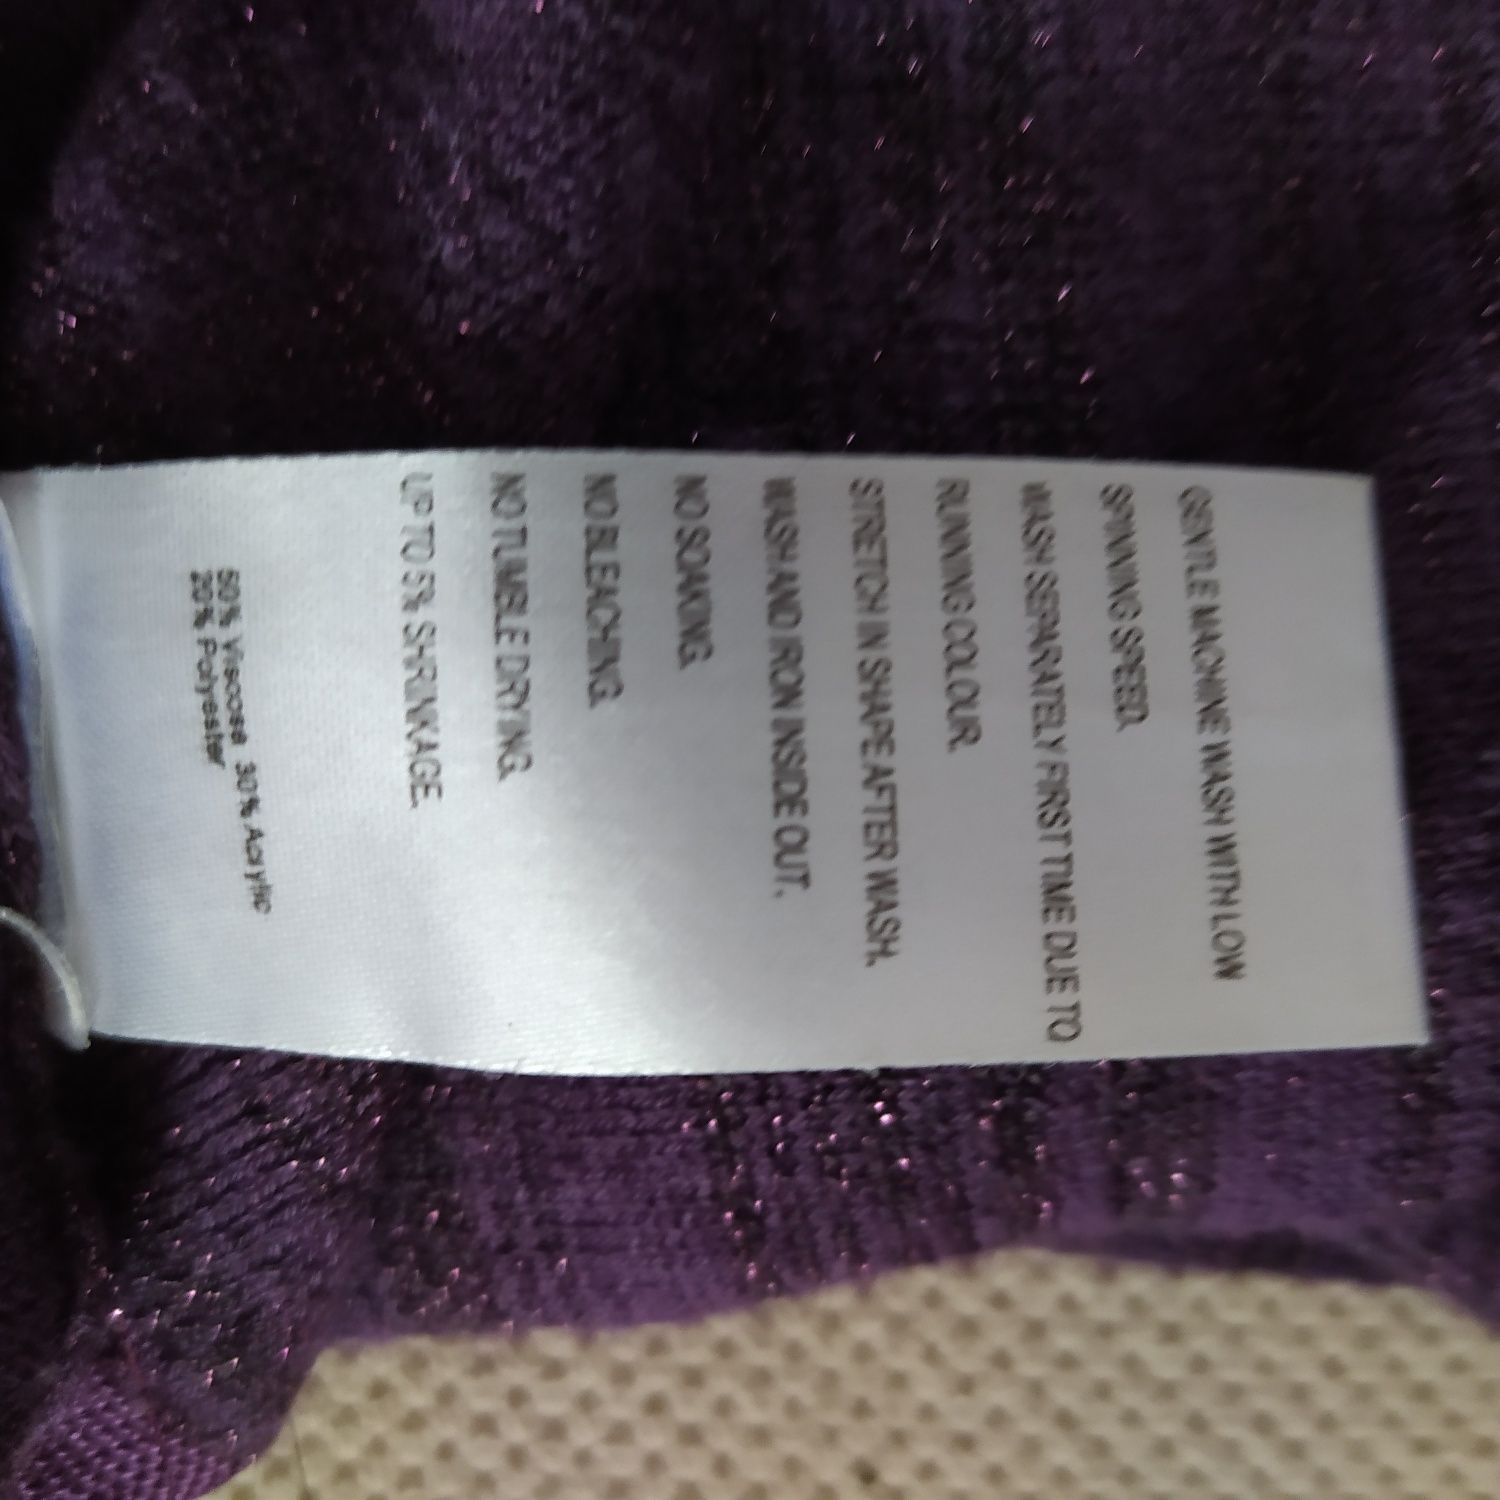 GENTLE MACHINE WASH WITH LOW
SPINNING SPEED.
WASH SEPARATELY FIRST TIME DUE TO
RUNNING COLOUR.
STRETCH IN SHAPE AFTER WASH.
WASH AND IRON INSIDE OUT.
NO SOAKING.
NO BLEACHING.
NO TUMBLE DRYING.
UP TO 5% SHRINKAGE.
50% Viscose 30% Acrylic
20% Polyester